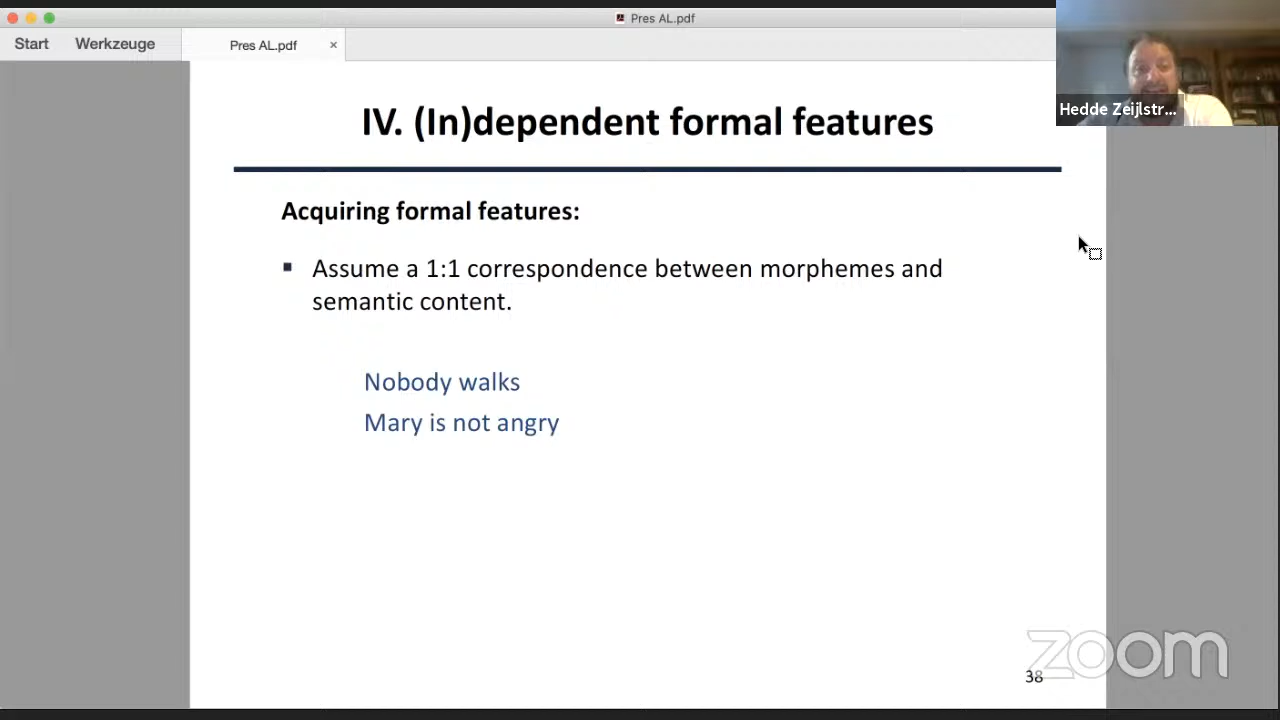 Pres AL.pdf
Start Werkzeuge Pres AL.pdf ×
Hedde Zeijlstr...
IV. (In)dependent formal features
Acquiring formal features:
▪ Assume a 1:1 correspondence between morphemes and
semantic content.
Nobody walks
Mary is not angry
zoom
38